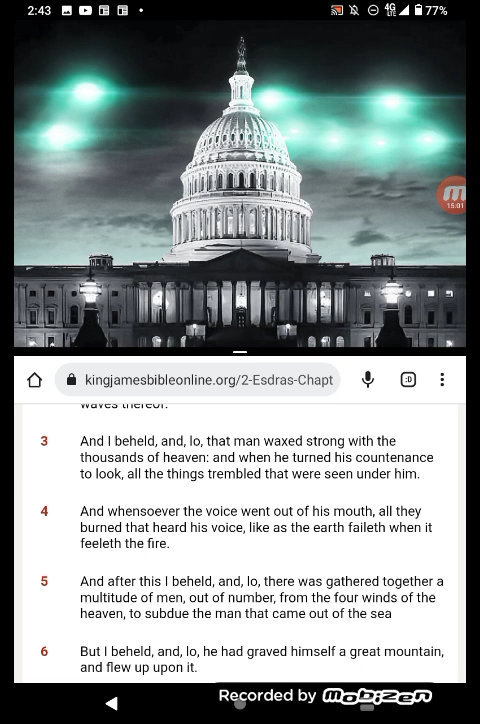 2:43
4G
LTE
77%
15:01
kingjamesbibleonline.org/2-Esdras-Chapt
:D
waves thereof.
3 And I beheld, and, lo, that man waxed strong with the
thousands of heaven: and when he turned his countenance
to look, all the things trembled that were seen under him.
4 And whensoever the voice went out of his mouth, all they
burned that heard his voice, like as the earth faileth when it
feeleth the fire.
5 And after this I beheld, and, lo, there was gathered together a
multitude of men, out of number, from the four winds of the
heaven, to subdue the man that came out of the sea
6 But I beheld, and, lo, he had graved himself a great mountain,
and flew up upon it.
Recorded by Mobizen